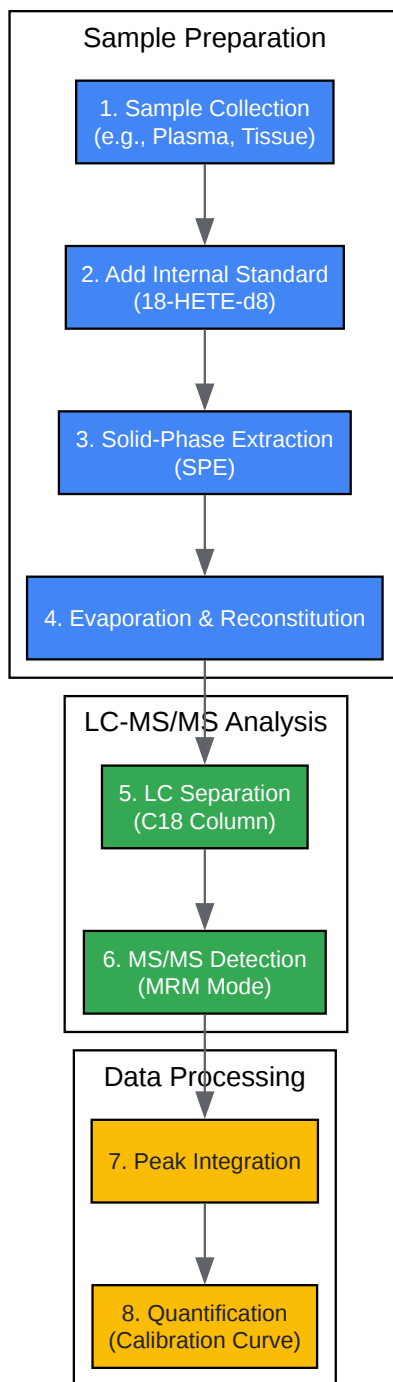 Sample Preparation
1. Sample Collection
(e.g., Plasma, Tissue)
2. Add Internal Standard
(18-HETE-d8)
3. Solid-Phase Extraction
(SPE)
4. Evaporation & Reconstitution
LC-MS/MS Analysis
5. LC Separation
(C18 Column)
6. MS/MS Detection
(MRM Mode)
Data Processing
7. Peak Integration
8. Quantification
(Calibration Curve)